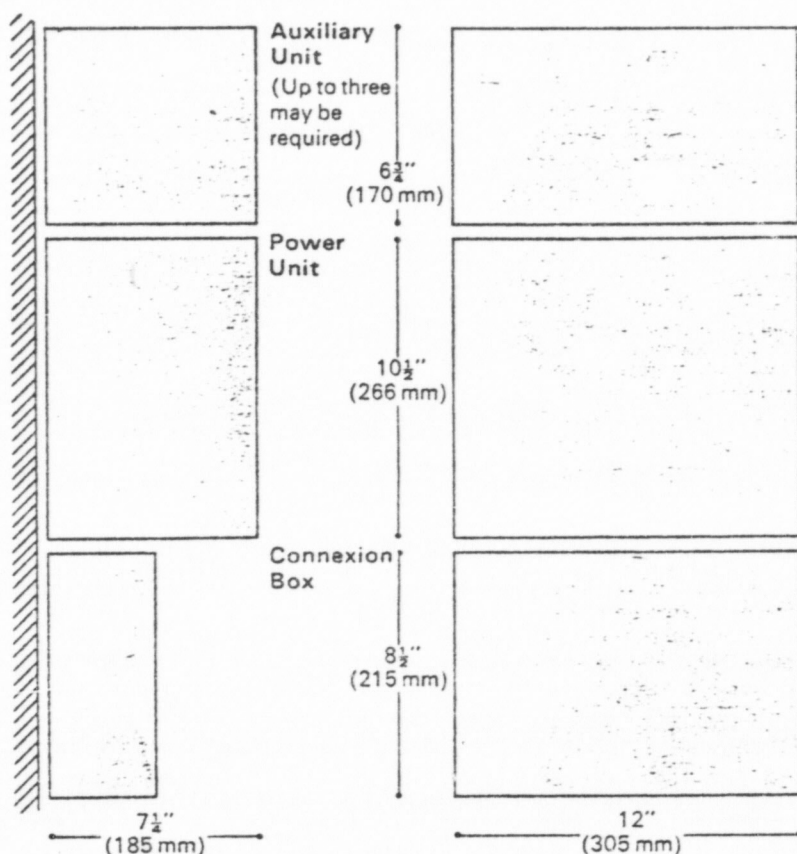 Auxiliary
Unit
(Up to three
may be
required)
6¾"
(170 mm)
Power
Unit
10½"
(266 mm)
Connexion
Box
8½"
(215 mm)
7¼"
(185 mm)
12"
(305 mm)